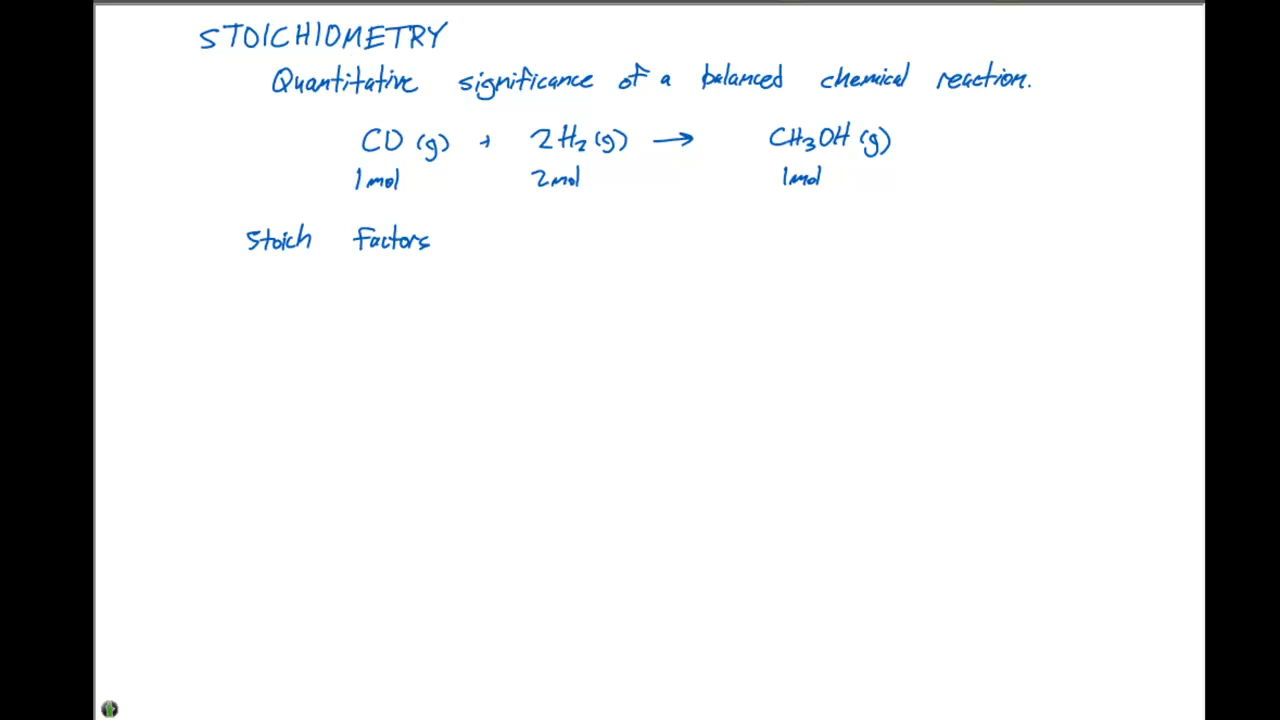 STOICHIOMETRY
Quantitative significance of a balanced chemical reaction.
CO (g) + 2H₂ (g) → CH₃OH (g)
1mol 2mol 1mol
Stoich Factors